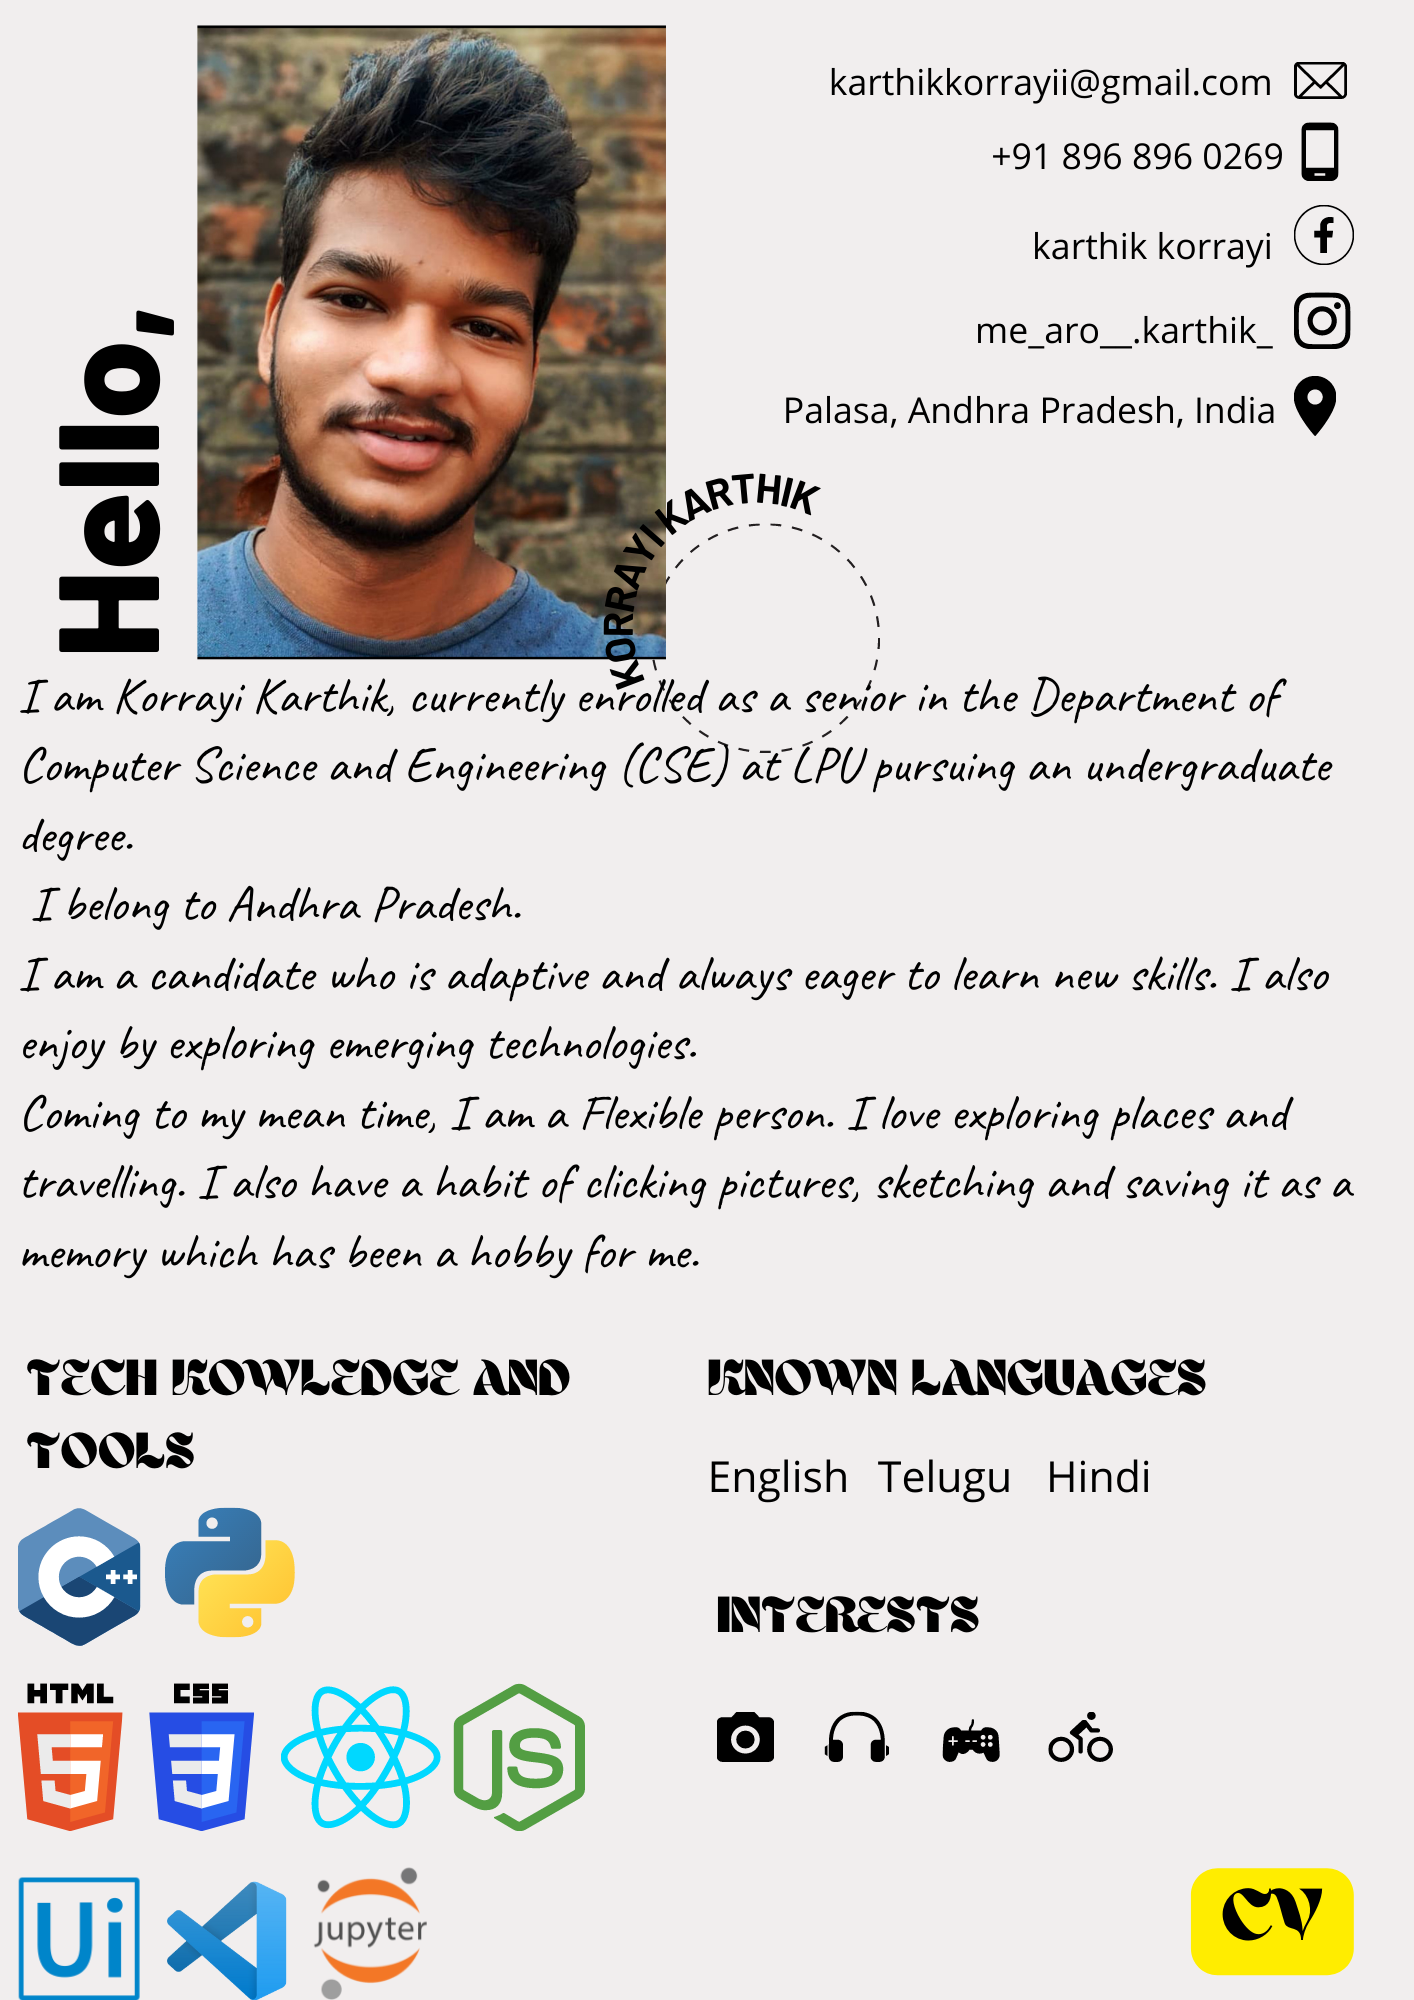 Hello,
karthikkorrayii@gmail.com
+91 896 896 0269
karthik korrayi
me_aro__.karthik_
Palasa, Andhra Pradesh, India
KORRAYI KARTHIK
I am Korrayi Karthik, currently enrolled as a senior in the Department of
Computer Science and Engineering (CSE) at LPU pursuing an undergraduate
degree.
I belong to Andhra Pradesh.
I am a candidate who is adaptive and always eager to learn new skills. I also
enjoy by exploring emerging technologies.
Coming to my mean time, I am a Flexible person. I love exploring places and
travelling. I also have a habit of clicking pictures, sketching and saving it as a
memory which has been a hobby for me.
TECH KOWLEDGE AND
TOOLS
C++
HTML
5
CSS
3
JS
Ui
jupyter
KNOWN LANGUAGES
English Telugu Hindi
INTERESTS
CV